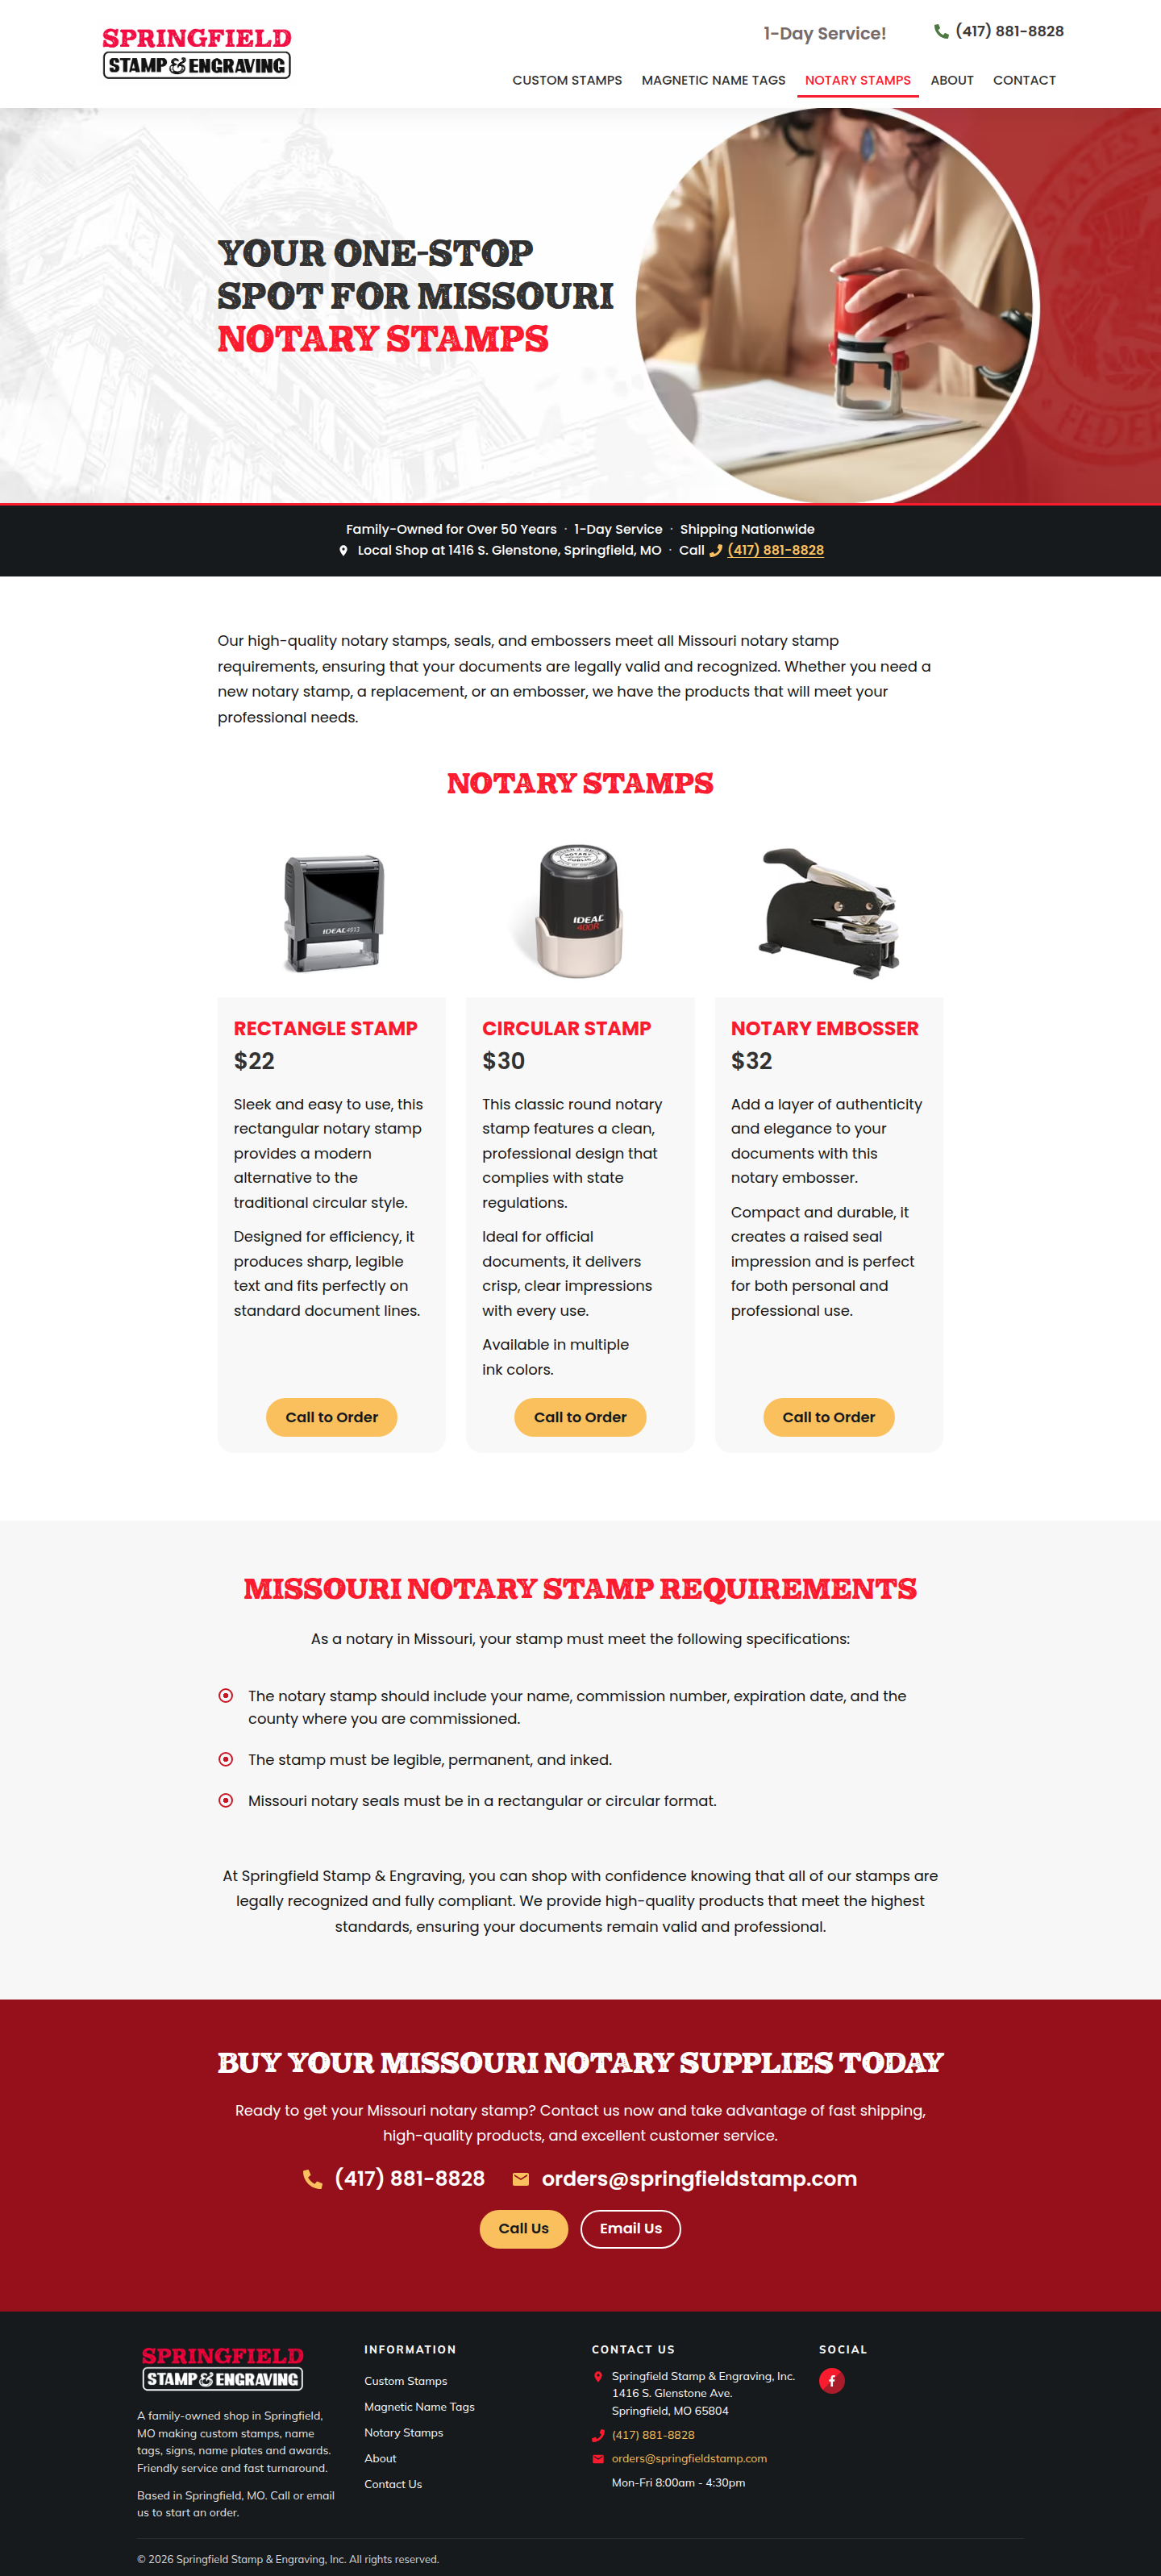 SPRINGFIELD
STAMP & ENGRAVING
1-Day Service!
(417) 881-8828
CUSTOM STAMPS
MAGNETIC NAME TAGS
NOTARY STAMPS
ABOUT
CONTACT
YOUR ONE-STOP
SPOT FOR MISSOURI
NOTARY STAMPS
Family-Owned for Over 50 Years · 1-Day Service · Shipping Nationwide
Local Shop at 1416 S. Glenstone, Springfield, MO · Call (417) 881-8828
Our high-quality notary stamps, seals, and embossers meet all Missouri notary stamp
requirements, ensuring that your documents are legally valid and recognized. Whether you need a
new notary stamp, a replacement, or an embosser, we have the products that will meet your
professional needs.
NOTARY STAMPS
IDEAL 4912
NOTARY
PUBLIC
IDEAL
400R
RECTANGLE STAMP
$22
Sleek and easy to use, this
rectangular notary stamp
provides a modern
alternative to the
traditional circular style.
Designed for efficiency, it
produces sharp, legible
text and fits perfectly on
standard document lines.
Call to Order
CIRCULAR STAMP
$30
This classic round notary
stamp features a clean,
professional design that
complies with state
regulations.
Ideal for official
documents, it delivers
crisp, clear impressions
with every use.
Available in multiple
ink colors.
Call to Order
NOTARY EMBOSSER
$32
Add a layer of authenticity
and elegance to your
documents with this
notary embosser.
Compact and durable, it
creates a raised seal
impression and is perfect
for both personal and
professional use.
Call to Order
MISSOURI NOTARY STAMP REQUIREMENTS
As a notary in Missouri, your stamp must meet the following specifications:
The notary stamp should include your name, commission number, expiration date, and the
county where you are commissioned.
The stamp must be legible, permanent, and inked.
Missouri notary seals must be in a rectangular or circular format.
At Springfield Stamp & Engraving, you can shop with confidence knowing that all of our stamps are
legally recognized and fully compliant. We provide high-quality products that meet the highest
standards, ensuring your documents remain valid and professional.
BUY YOUR MISSOURI NOTARY SUPPLIES TODAY
Ready to get your Missouri notary stamp? Contact us now and take advantage of fast shipping,
high-quality products, and excellent customer service.
(417) 881-8828
orders@springfieldstamp.com
Call Us
Email Us
SPRINGFIELD
STAMP & ENGRAVING
A family-owned shop in Springfield,
MO making custom stamps, name
tags, signs, name plates and awards.
Friendly service and fast turnaround.
Based in Springfield, MO. Call or email
us to start an order.
INFORMATION
Custom Stamps
Magnetic Name Tags
Notary Stamps
About
Contact Us
CONTACT US
Springfield Stamp & Engraving, Inc.
1416 S. Glenstone Ave.
Springfield, MO 65804
(417) 881-8828
orders@springfieldstamp.com
Mon-Fri 8:00am - 4:30pm
SOCIAL
© 2026 Springfield Stamp & Engraving, Inc. All rights reserved.